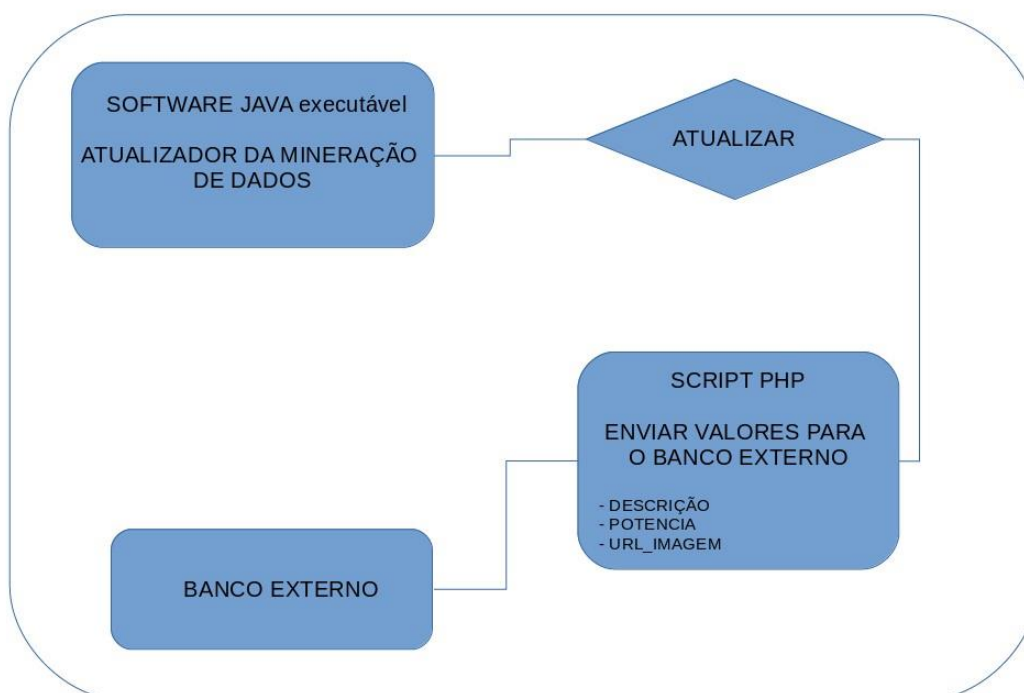 SOFTWARE JAVA executável
ATUALIZADOR DA MINERAÇÃO
DE DADOS
ATUALIZAR
SCRIPT PHP
ENVIAR VALORES PARA
O BANCO EXTERNO
- DESCRIÇÃO
- POTENCIA
- URL_IMAGEM
BANCO EXTERNO